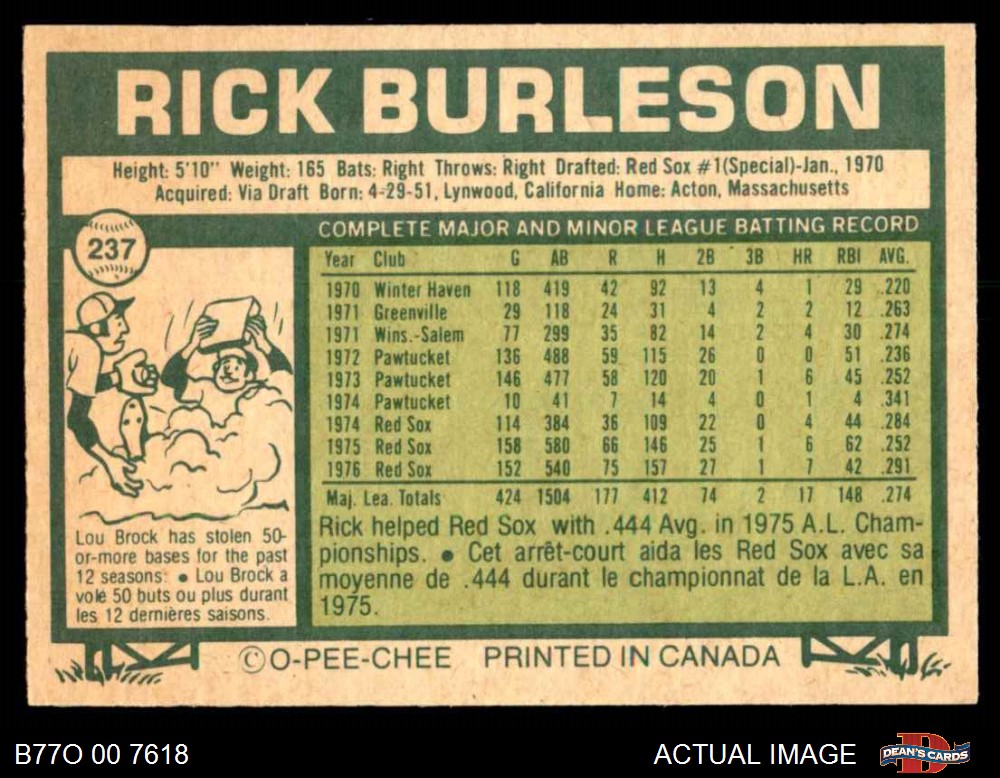 RICK BURLESON
Height: 5'10" Weight: 165 Bats: Right Throws: Right Drafted: Red Sox #1(Special)-Jan., 1970
Acquired: Via Draft Born: 4-29-51, Lynwood, California Home: Acton, Massachusetts
237
COMPLETE MAJOR AND MINOR LEAGUE BATTING RECORD
Year Club G AB R H 2B 3B HR RBI AVG.
1970 Winter Haven 118 419 42 92 13 4 1 29 .220
1971 Greenville 29 118 24 31 4 2 2 12 .263
1971 Wins.-Salem 77 299 35 82 14 2 4 30 .274
1972 Pawtucket 136 488 59 115 26 0 0 51 .236
1973 Pawtucket 146 477 58 120 20 1 6 45 .252
1974 Pawtucket 10 41 7 14 4 0 1 4 .341
1974 Red Sox 114 384 36 109 22 0 4 44 .284
1975 Red Sox 158 580 66 146 25 1 6 62 .252
1976 Red Sox 152 540 75 157 27 1 7 42 .291
Maj. Lea. Totals 424 1504 177 412 74 2 17 148 .274
Rick helped Red Sox with .444 Avg. in 1975 A.L. Cham-
pionships. • Cet arrêt-court aida les Red Sox avec sa
moyenne de .444 durant le championnat de la L.A. en
1975.
Lou Brock has stolen 50-
or-more bases for the past
12 seasons. • Lou Brock a
volé 50 buts ou plus durant
les 12 dernières saisons.
©O-PEE-CHEE PRINTED IN CANADA
B77O 00 7618
ACTUAL IMAGE
DEAN'S CARDS